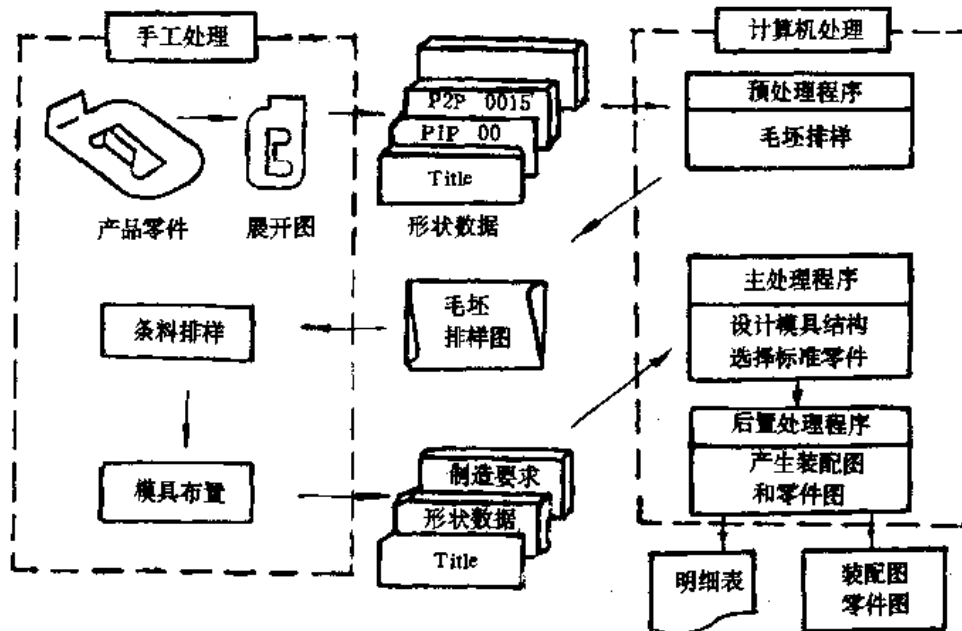 手工处理
计算机处理
P2P 0015
P1P 00
Title
预处理程序
毛坯排样
产品零件
展开图
形状数据
条料排样
毛坯
排样图
主处理程序
设计模具结构
选择标准零件
后置处理程序
产生装配图
和零件图
模具布置
制造要求
形状数据
Title
明细表
装配图
零件图